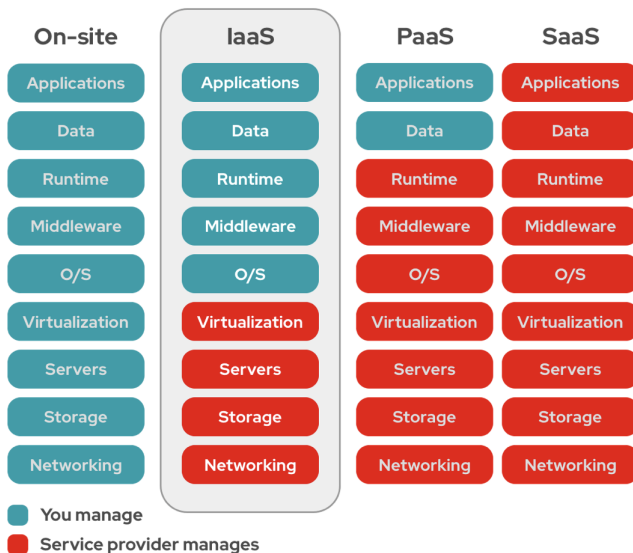 On-site IaaS PaaS SaaS
Applications Applications Applications Applications
Data Data Data Data
Runtime Runtime Runtime Runtime
Middleware Middleware Middleware Middleware
O/S O/S O/S O/S
Virtualization Virtualization Virtualization Virtualization
Servers Servers Servers Servers
Storage Storage Storage Storage
Networking Networking Networking Networking
You manage
Service provider manages